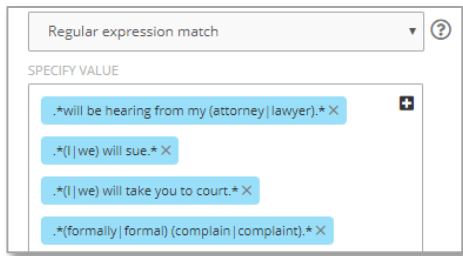 Regular expression match
SPECIFY VALUE
.*will be hearing from my (attorney|lawyer).* ×
.*(I|we) will sue.* ×
.*(I|we) will take you to court.* ×
.*(formally|formal) (complain|complaint).* ×